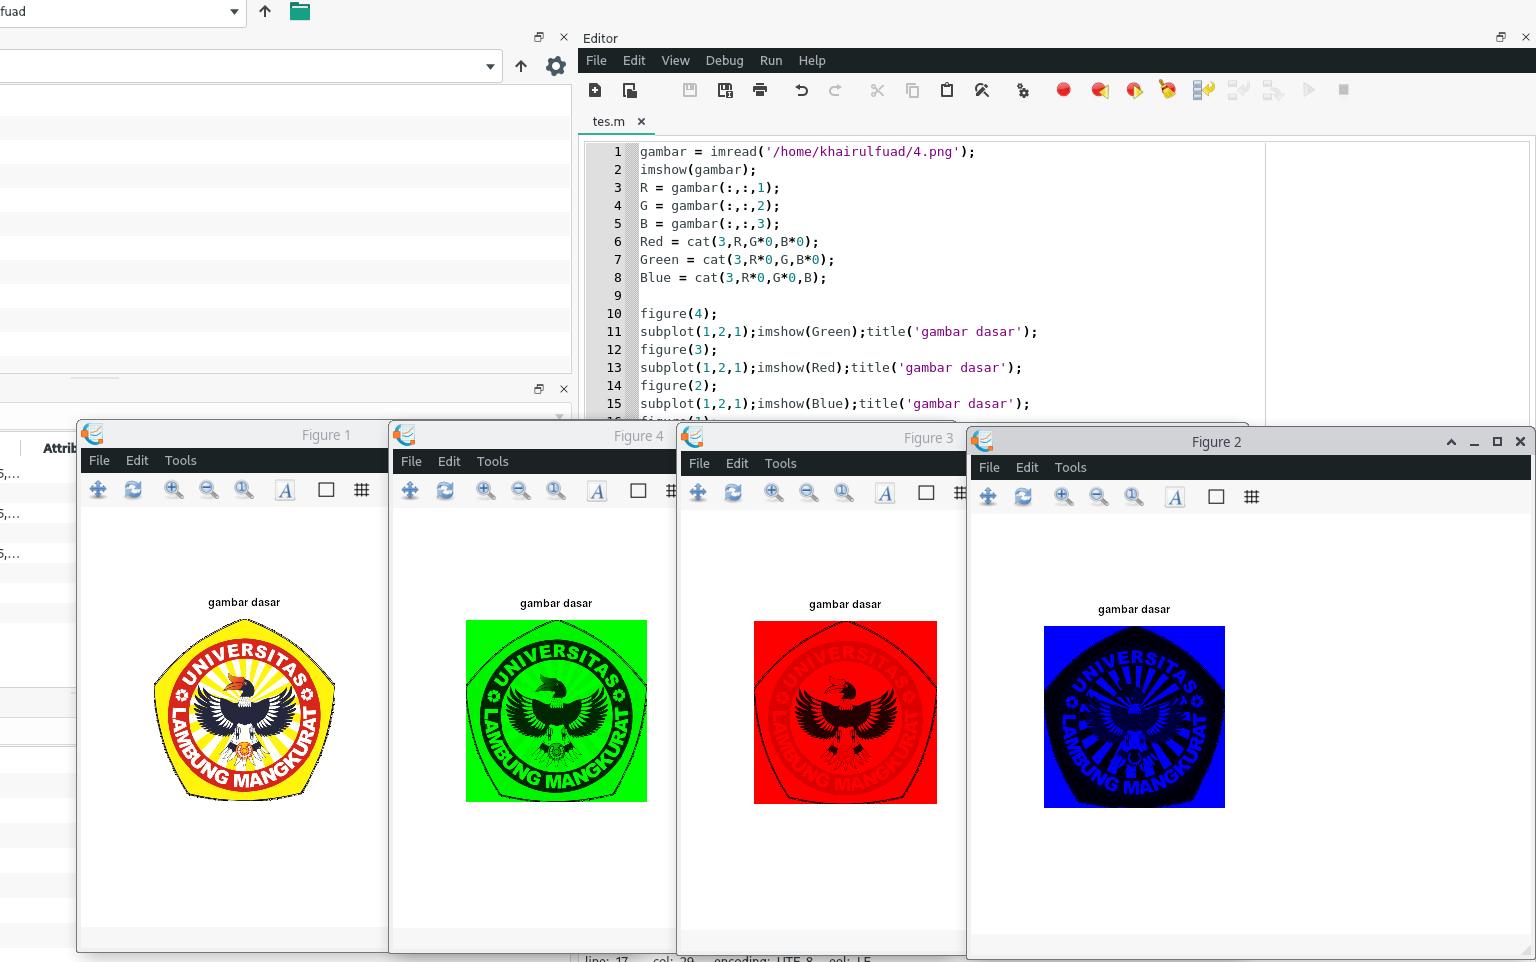 fuad
Editor
File Edit View Debug Run Help
tes.m
1 gambar = imread('/home/khairulfuad/4.png');
2 imshow(gambar);
3 R = gambar(:,:,1);
4 G = gambar(:,:,2);
5 B = gambar(:,:,3);
6 Red = cat(3,R,G*0,B*0);
7 Green = cat(3,R*0,G,B*0);
8 Blue = cat(3,R*0,G*0,B);
9
10 figure(4);
11 subplot(1,2,1);imshow(Green);title('gambar dasar');
12 figure(3);
13 subplot(1,2,1);imshow(Red);title('gambar dasar');
14 figure(2);
15 subplot(1,2,1);imshow(Blue);title('gambar dasar');
Attrib
5,...
5,...
5,...
Figure 1
File Edit Tools
gambar dasar
UNIVERSITAS
LAMBUNG MANGKURAT
Figure 4
File Edit Tools
gambar dasar
UNIVERSITAS
LAMBUNG MANGKURAT
Figure 3
File Edit Tools
gambar dasar
UNIVERSITAS
LAMBUNG MANGKURAT
Figure 2
File Edit Tools
gambar dasar
UNIVERSITAS
LAMBUNG MANGKURAT
line: 17 col: 29 encoding: UTF-8 eol: LF